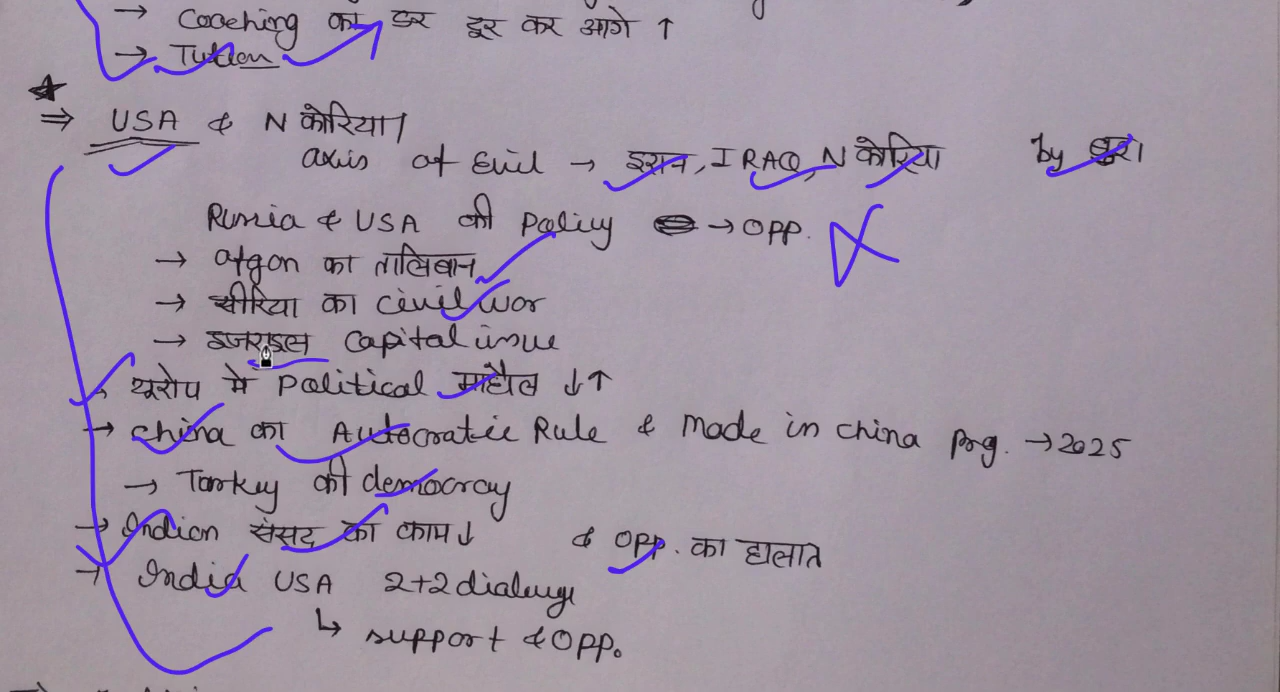 → Coaching का डर दूर कर आगे ↑
→ Tution
⇒ USA & N कोरिया।
axis of Evil → इरान, IRAQ, N कोरिया by बुश।
Russia & USA की Policy → OPP.
→ afgan का तालिबान
→ सीरिया का civil war
→ इजराइल Capital issue
→ यूरोप मे Political माहौल ↓↑
→ China का Autocratic Rule & Made in China Prg. → 2025
→ Turkey की democracy
→ Indian संसद का काम ↓ & OPP. का हालात
→ India USA 2+2 dialouge
↳ support & OPP.